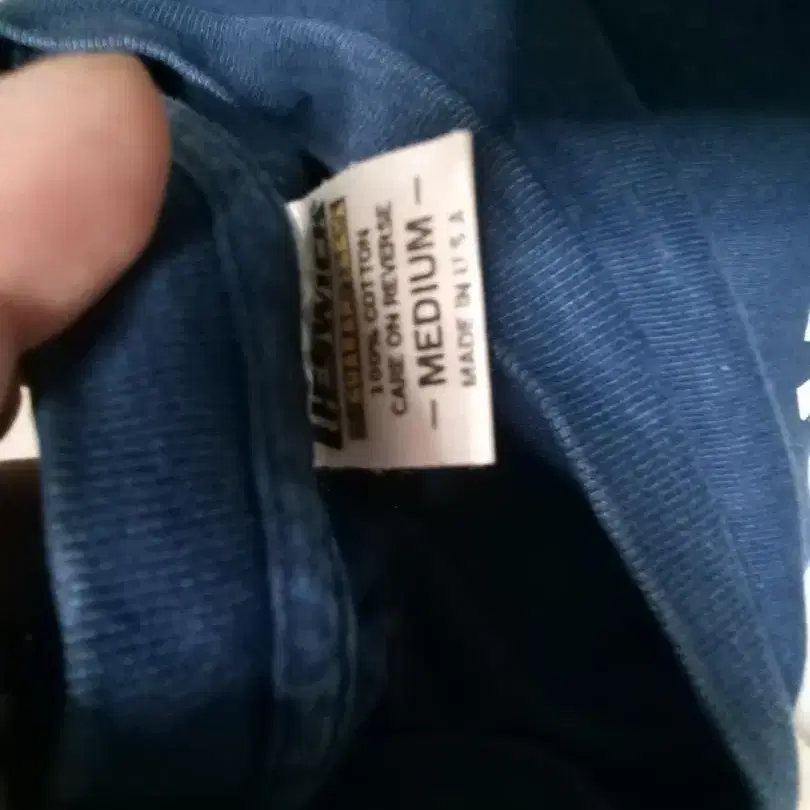 100% COTTON
CARE ON REVERSE
— MEDIUM —
MADE IN U S A